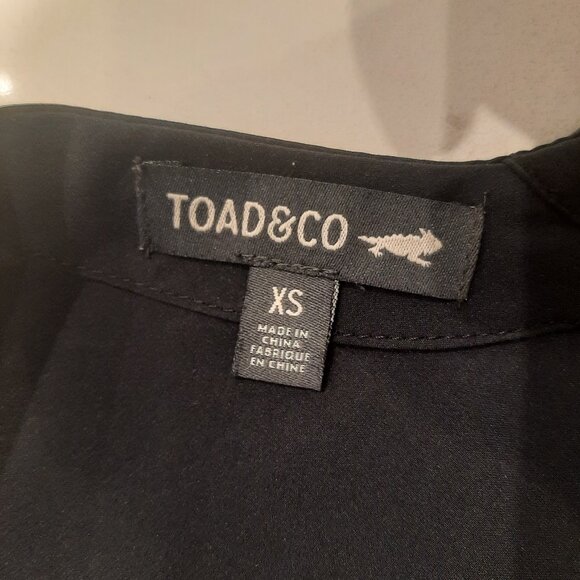 TOAD&CO
XS
MADE IN
CHINA
FABRIQUE
EN CHINE